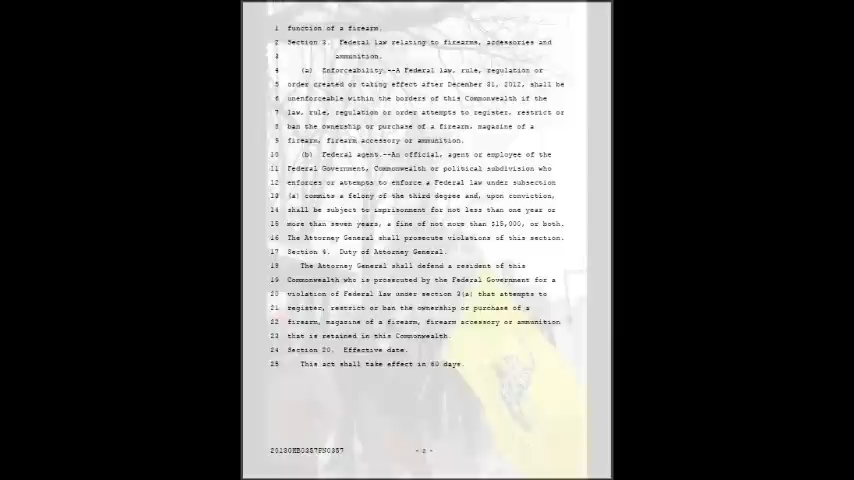 1 function of a firearm.
2 Section 3. Federal law relating to firearms, accessories and
3 ammunition.
4 (a) Enforceability.--A Federal law, rule, regulation or
5 order created or taking effect after December 31, 2012, shall be
6 unenforceable within the borders of this Commonwealth if the
7 law, rule, regulation or order attempts to register, restrict or
8 ban the ownership or purchase of a firearm, magazine of a
9 firearm, firearm accessory or ammunition.
10 (b) Federal agent.--An official, agent or employee of the
11 Federal Government, Commonwealth or political subdivision who
12 enforces or attempts to enforce a Federal law under subsection
13 (a) commits a felony of the third degree and, upon conviction,
14 shall be subject to imprisonment for not less than one year or
15 more than seven years, a fine of not more than $15,000, or both.
16 The Attorney General shall prosecute violations of this section.
17 Section 4. Duty of Attorney General.
18 The Attorney General shall defend a resident of this
19 Commonwealth who is prosecuted by the Federal Government for a
20 violation of Federal law under section 3(a) that attempts to
21 register, restrict or ban the ownership or purchase of a
22 firearm, magazine of a firearm, firearm accessory or ammunition
23 that is retained in this Commonwealth.
24 Section 20. Effective date.
25 This act shall take effect in 60 days.
20130HB0357PN0357 - 2 -